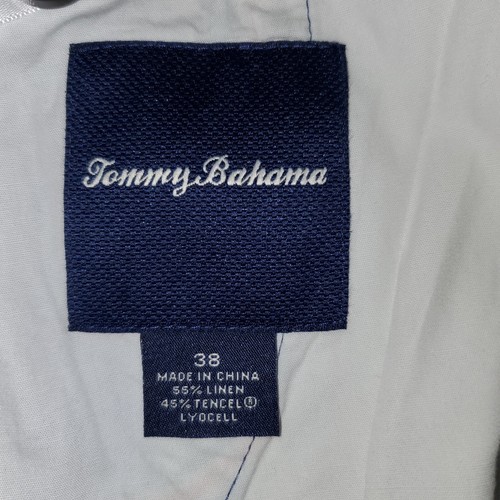 Tommy Bahama
38
MADE IN CHINA
55% LINEN
45% TENCEL®
LYOCELL